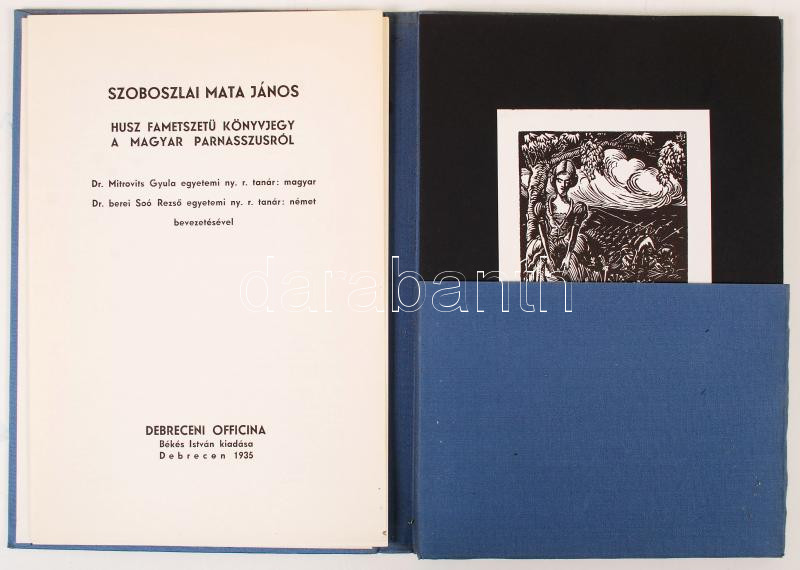 SZOBOSZLAI MATA JÁNOS
HUSZ FAMETSZETÜ KÖNYVJEGY
A MAGYAR PARNASSZUSRÓL
Dr. Mitrovits Gyula egyetemi ny. r. tanár: magyar
Dr. berei Soó Rezső egyetemi ny. r. tanár: német
bevezetésével
darabanth
DEBRECENI OFFICINA
Békés István kiadása
Debrecen 1935